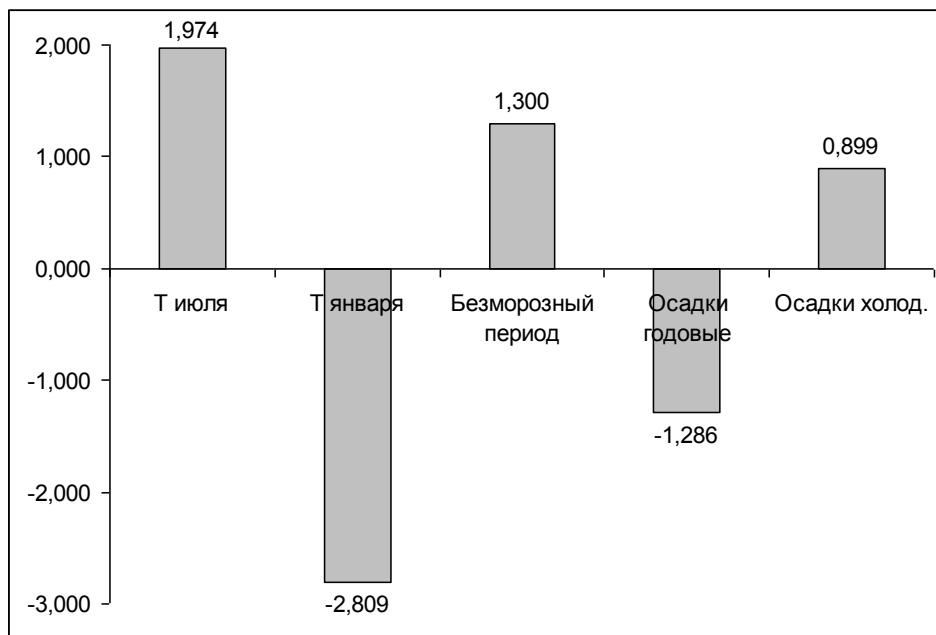 1,974
2,000
1,300
1,000
0,899
0,000
Т июля
Т января
Безморозный
период
Осадки
годовые
Осадки холод.
-1,000
-1,286
-2,000
-2,809
-3,000